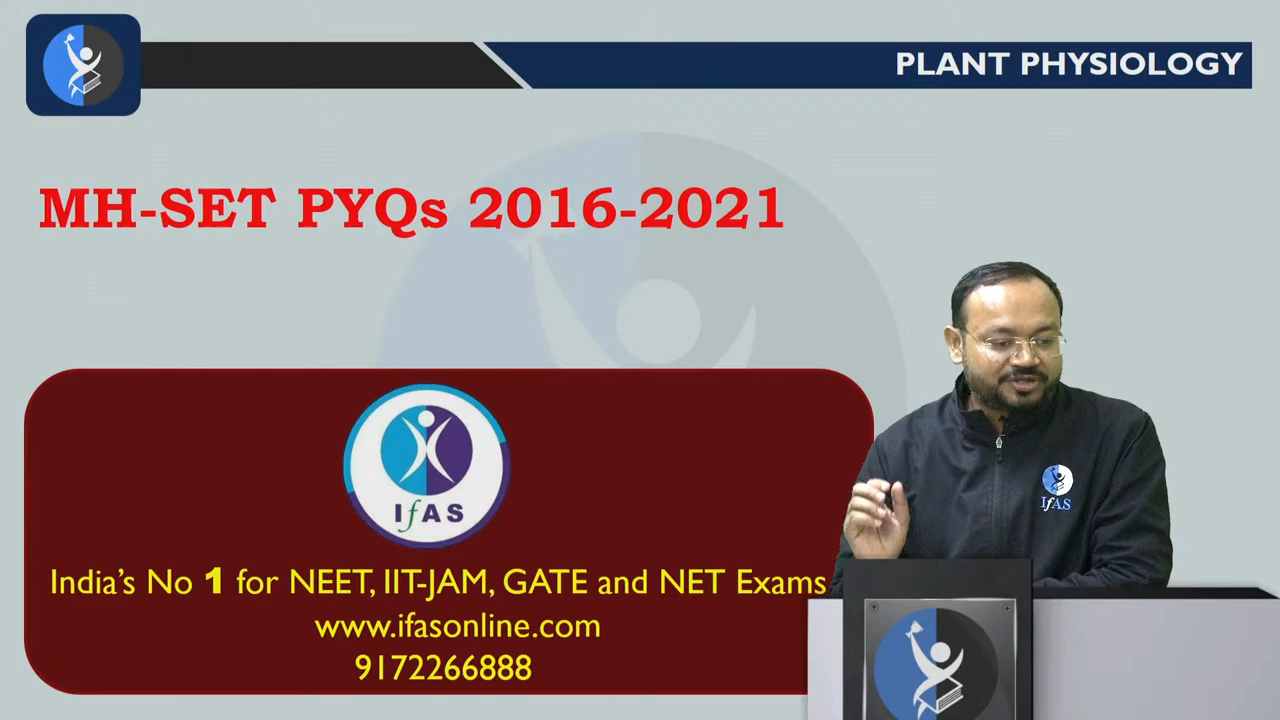 PLANT PHYSIOLOGY
MH-SET PYQs 2016-2021
IfAS
India's No 1 for NEET, IIT-JAM, GATE and NET Exams
www.ifasonline.com
9172266888
IfAS